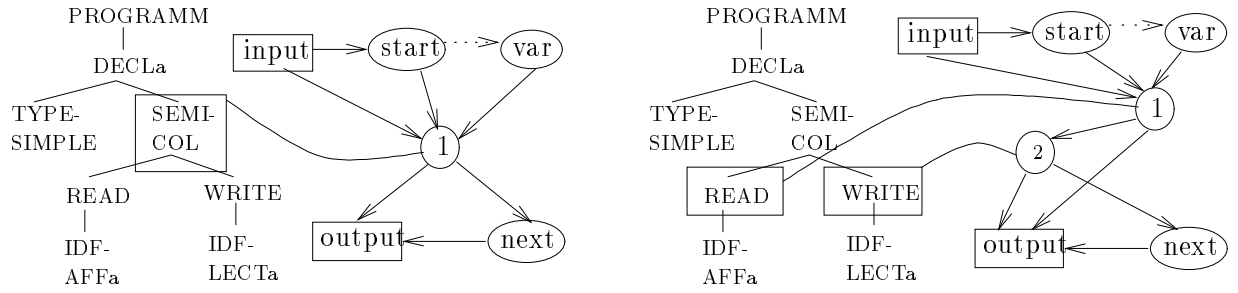 PROGRAMM
input start var
DECLa
TYPE- SEMI-
SIMPLE COL
1
READ WRITE
output next
IDF- IDF-
AFFa LECTa
PROGRAMM
input start var
DECLa
TYPE- SEMI- 1
SIMPLE COL
2
READ WRITE
output next
IDF- IDF-
AFFa LECTa